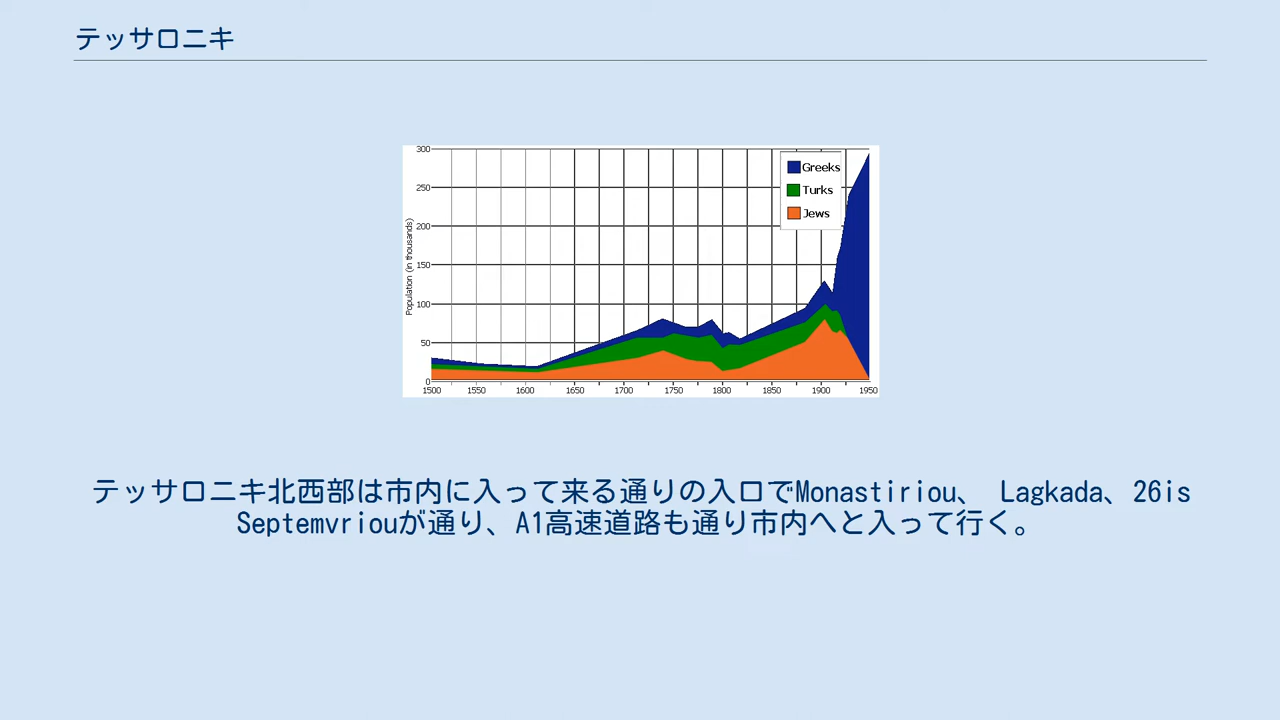 テッサロニキ
300
250
200
150
100
50
0
Population (in thousands)
Greeks
Turks
Jews
1500 1550 1600 1650 1700 1750 1800 1850 1900 1950
テッサロニキ北西部は市内に入って来る通りの入口でMonastiriou、 Lagkada、26is
Septemvriouが通り、A1高速道路も通り市内へと入って行く。